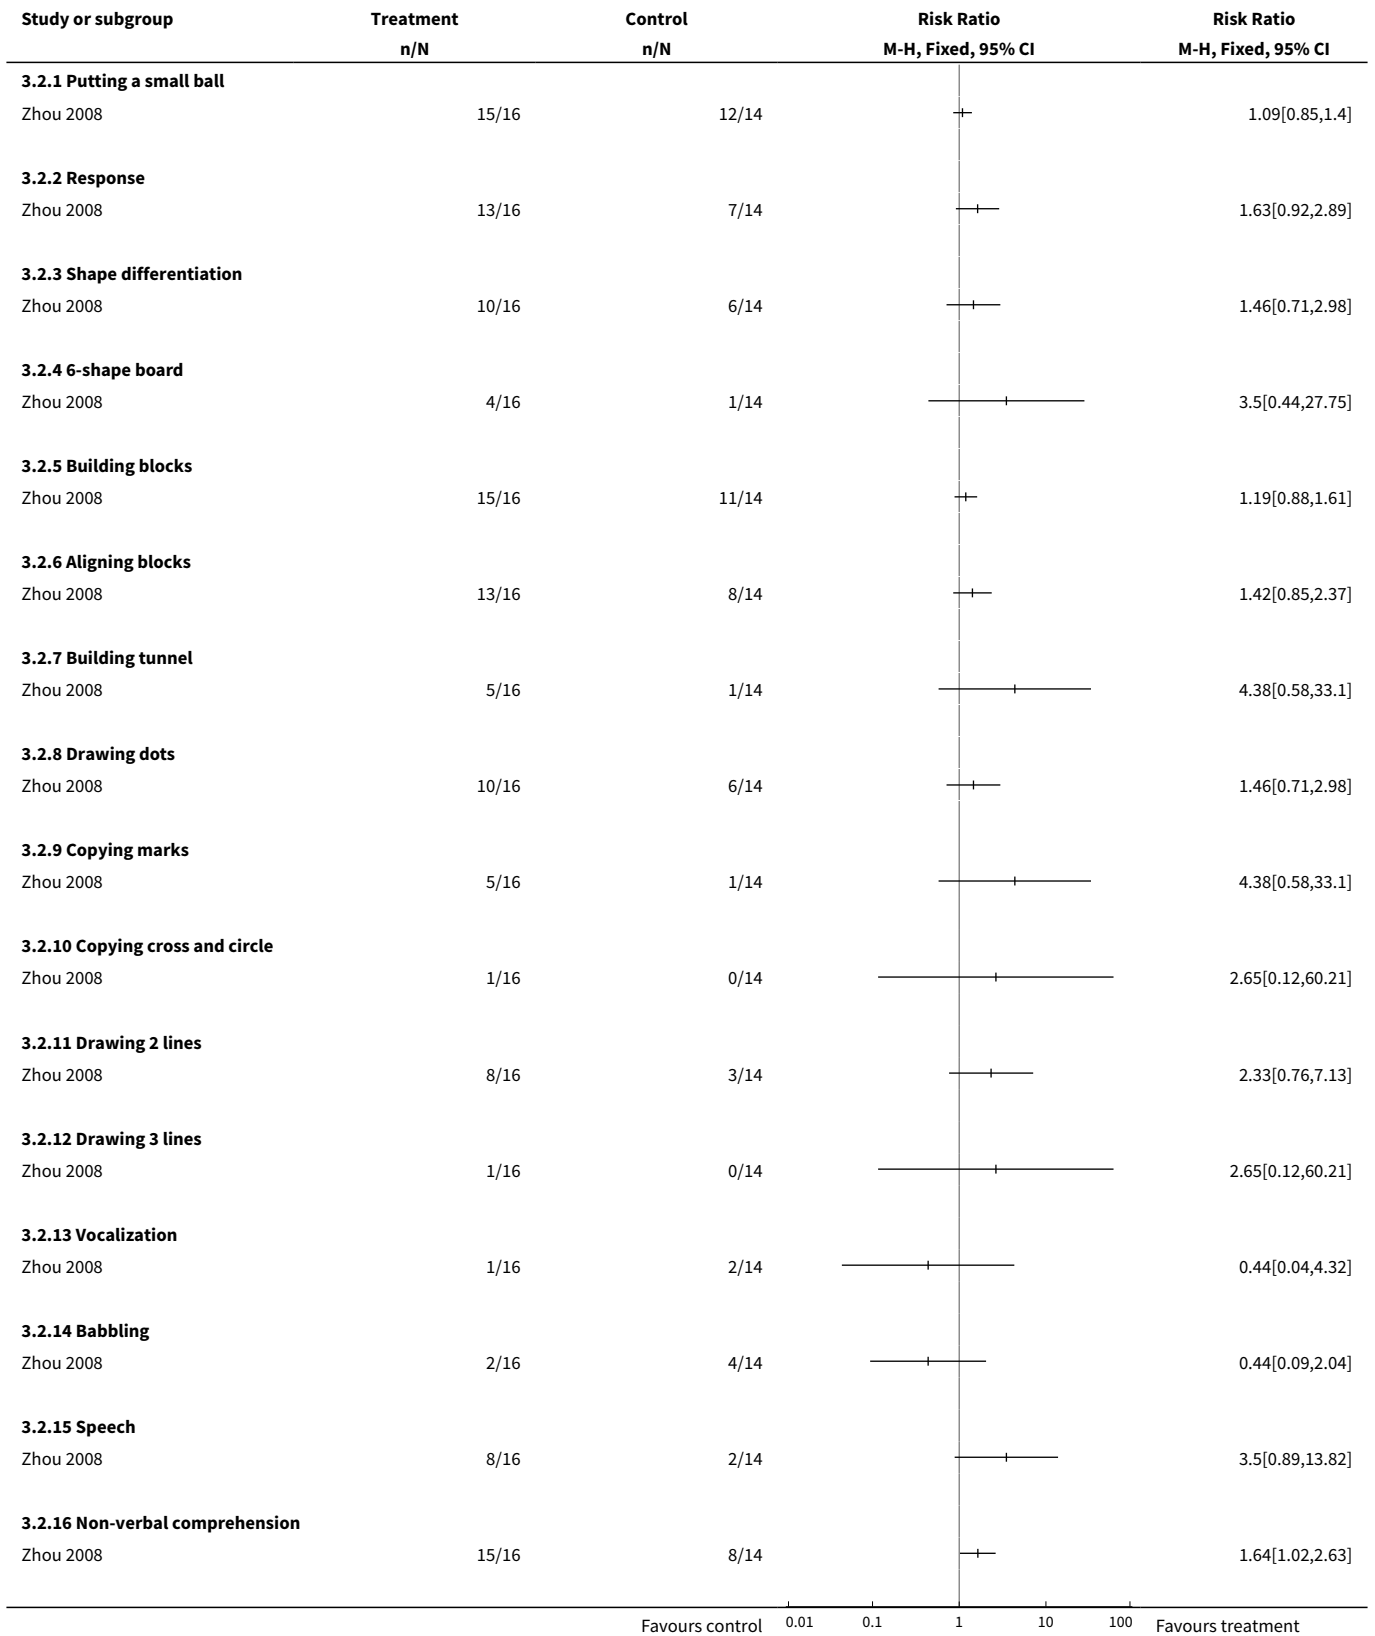 Study or subgroup Treatment Control Risk Ratio Risk Ratio
n/N n/N M-H, Fixed, 95% CI M-H, Fixed, 95% CI
3.2.1 Putting a small ball
Zhou 2008 15/16 12/14 1.09[0.85,1.4]
3.2.2 Response
Zhou 2008 13/16 7/14 1.63[0.92,2.89]
3.2.3 Shape differentiation
Zhou 2008 10/16 6/14 1.46[0.71,2.98]
3.2.4 6-shape board
Zhou 2008 4/16 1/14 3.5[0.44,27.75]
3.2.5 Building blocks
Zhou 2008 15/16 11/14 1.19[0.88,1.61]
3.2.6 Aligning blocks
Zhou 2008 13/16 8/14 1.42[0.85,2.37]
3.2.7 Building tunnel
Zhou 2008 5/16 1/14 4.38[0.58,33.1]
3.2.8 Drawing dots
Zhou 2008 10/16 6/14 1.46[0.71,2.98]
3.2.9 Copying marks
Zhou 2008 5/16 1/14 4.38[0.58,33.1]
3.2.10 Copying cross and circle
Zhou 2008 1/16 0/14 2.65[0.12,60.21]
3.2.11 Drawing 2 lines
Zhou 2008 8/16 3/14 2.33[0.76,7.13]
3.2.12 Drawing 3 lines
Zhou 2008 1/16 0/14 2.65[0.12,60.21]
3.2.13 Vocalization
Zhou 2008 1/16 2/14 0.44[0.04,4.32]
3.2.14 Babbling
Zhou 2008 2/16 4/14 0.44[0.09,2.04]
3.2.15 Speech
Zhou 2008 8/16 2/14 3.5[0.89,13.82]
3.2.16 Non-verbal comprehension
Zhou 2008 15/16 8/14 1.64[1.02,2.63]
Favours control 0.01 0.1 1 10 100 Favours treatment